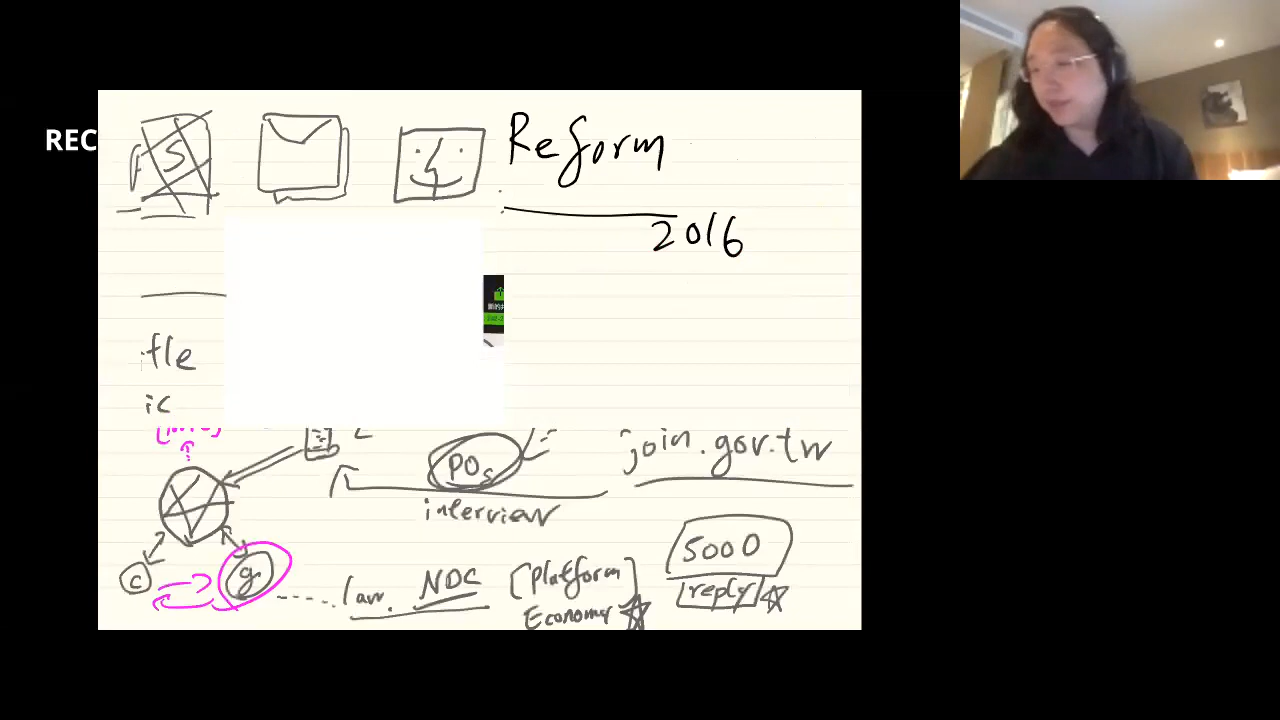 REC
S
Reform
2016
fle
ic
POs
join.gov.tw
interview
5000
c
g
law.
NDC
[platform
Economy
reply